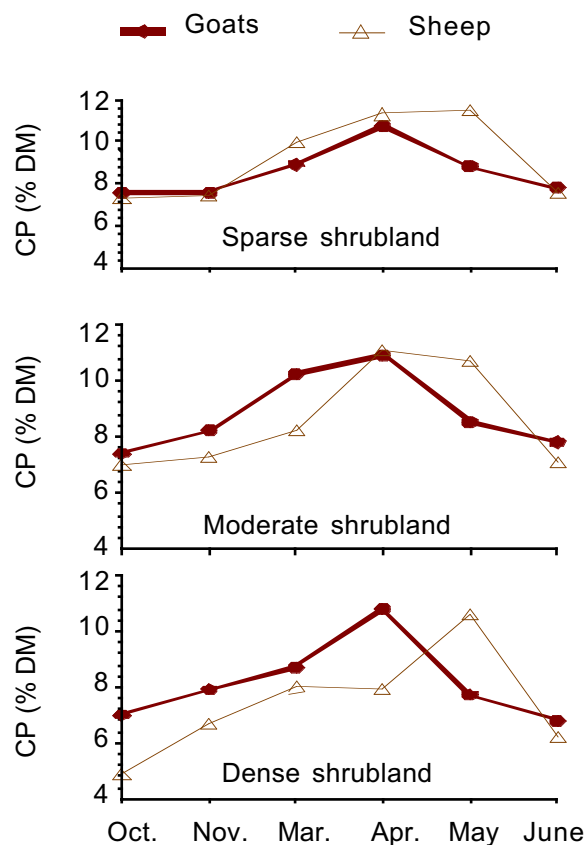 Goats Sheep
12
10
8
6
4
CP (% DM)
Sparse shrubland
12
10
8
6
4
CP (% DM)
Moderate shrubland
12
10
8
6
4
CP (% DM)
Dense shrubland
Oct. Nov. Mar. Apr. May June